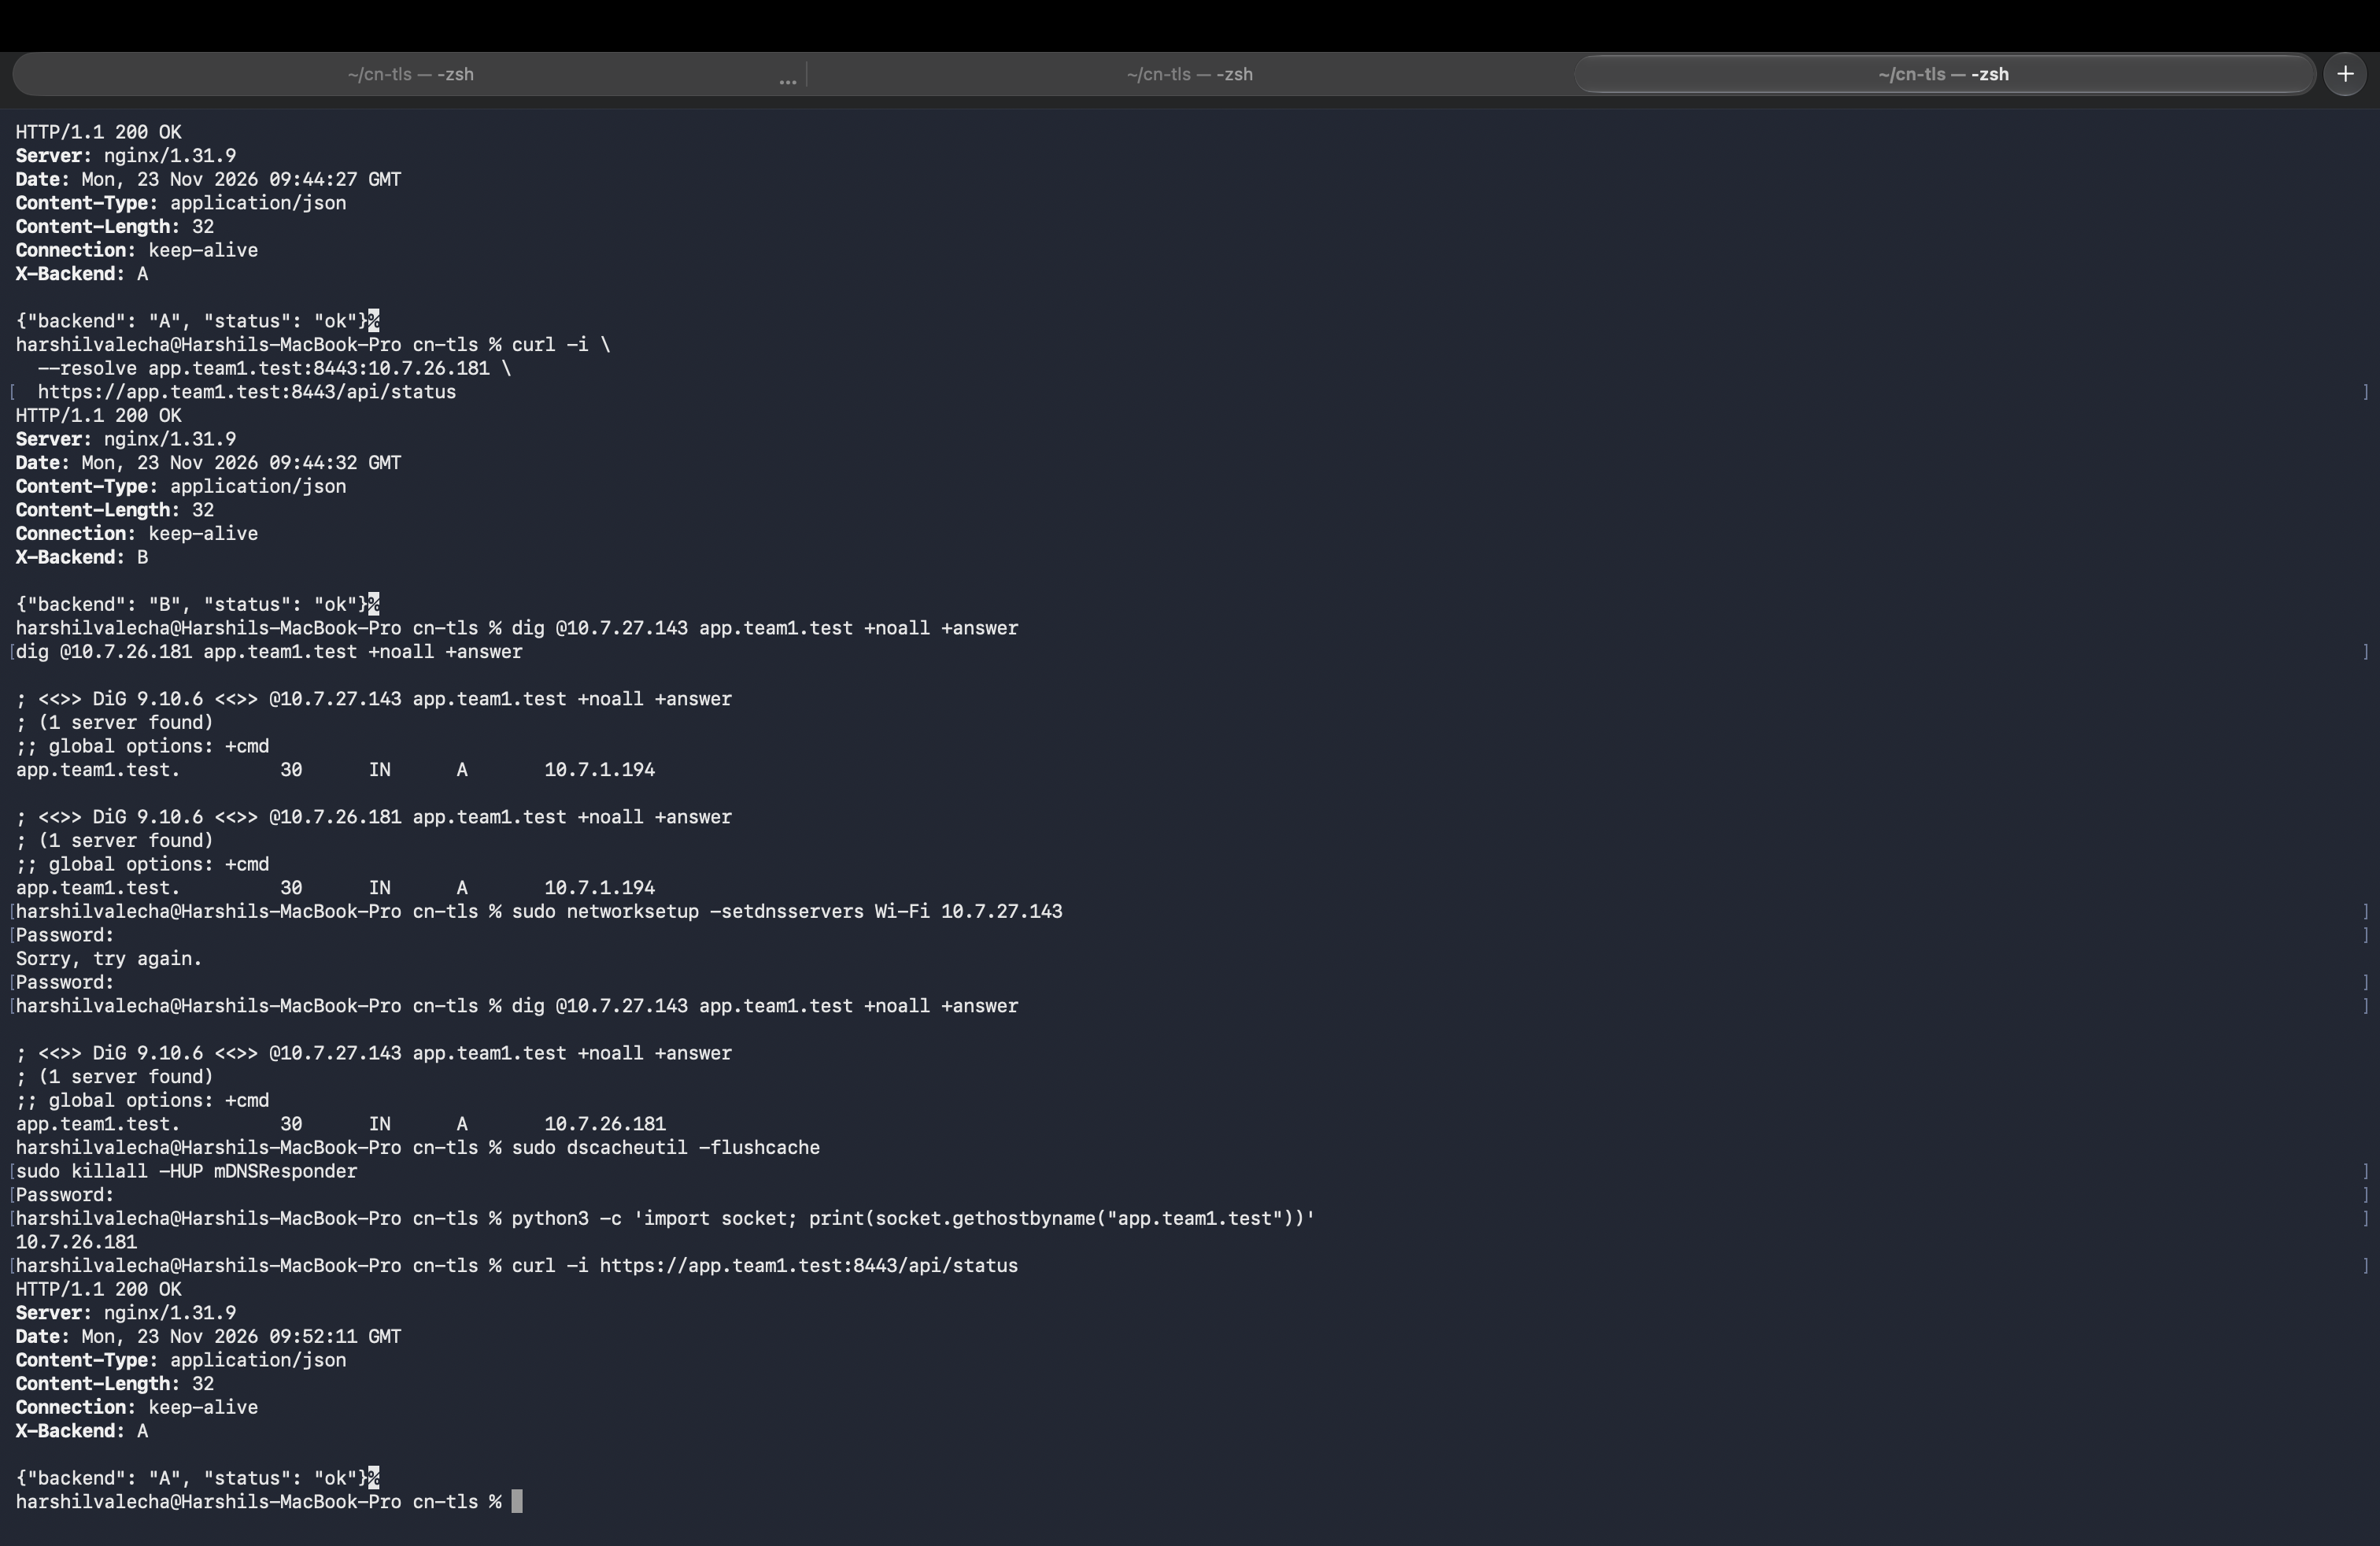 ~/cn-tls — -zsh ... ~/cn-tls — -zsh ~/cn-tls — -zsh +
HTTP/1.1 200 OK
Server: nginx/1.31.9
Date: Mon, 23 Nov 2026 09:44:27 GMT
Content-Type: application/json
Content-Length: 32
Connection: keep-alive
X-Backend: A
{"backend": "A", "status": "ok"}%
harshilvalecha@Harshils-MacBook-Pro cn-tls % curl -i \
--resolve app.team1.test:8443:10.7.26.181 \
[ https://app.team1.test:8443/api/status ]
HTTP/1.1 200 OK
Server: nginx/1.31.9
Date: Mon, 23 Nov 2026 09:44:32 GMT
Content-Type: application/json
Content-Length: 32
Connection: keep-alive
X-Backend: B
{"backend": "B", "status": "ok"}%
harshilvalecha@Harshils-MacBook-Pro cn-tls % dig @10.7.27.143 app.team1.test +noall +answer
[dig @10.7.26.181 app.team1.test +noall +answer ]
; <<>> DiG 9.10.6 <<>> @10.7.27.143 app.team1.test +noall +answer
; (1 server found)
;; global options: +cmd
app.team1.test. 30 IN A 10.7.1.194
; <<>> DiG 9.10.6 <<>> @10.7.26.181 app.team1.test +noall +answer
; (1 server found)
;; global options: +cmd
app.team1.test. 30 IN A 10.7.1.194
[harshilvalecha@Harshils-MacBook-Pro cn-tls % sudo networksetup -setdnsservers Wi-Fi 10.7.27.143 ]
[Password: ]
Sorry, try again.
[Password: ]
[harshilvalecha@Harshils-MacBook-Pro cn-tls % dig @10.7.27.143 app.team1.test +noall +answer ]
; <<>> DiG 9.10.6 <<>> @10.7.27.143 app.team1.test +noall +answer
; (1 server found)
;; global options: +cmd
app.team1.test. 30 IN A 10.7.26.181
harshilvalecha@Harshils-MacBook-Pro cn-tls % sudo dscacheutil -flushcache
[sudo killall -HUP mDNSResponder ]
[Password: ]
[harshilvalecha@Harshils-MacBook-Pro cn-tls % python3 -c 'import socket; print(socket.gethostbyname("app.team1.test"))' ]
10.7.26.181
[harshilvalecha@Harshils-MacBook-Pro cn-tls % curl -i https://app.team1.test:8443/api/status ]
HTTP/1.1 200 OK
Server: nginx/1.31.9
Date: Mon, 23 Nov 2026 09:52:11 GMT
Content-Type: application/json
Content-Length: 32
Connection: keep-alive
X-Backend: A
{"backend": "A", "status": "ok"}%
harshilvalecha@Harshils-MacBook-Pro cn-tls %